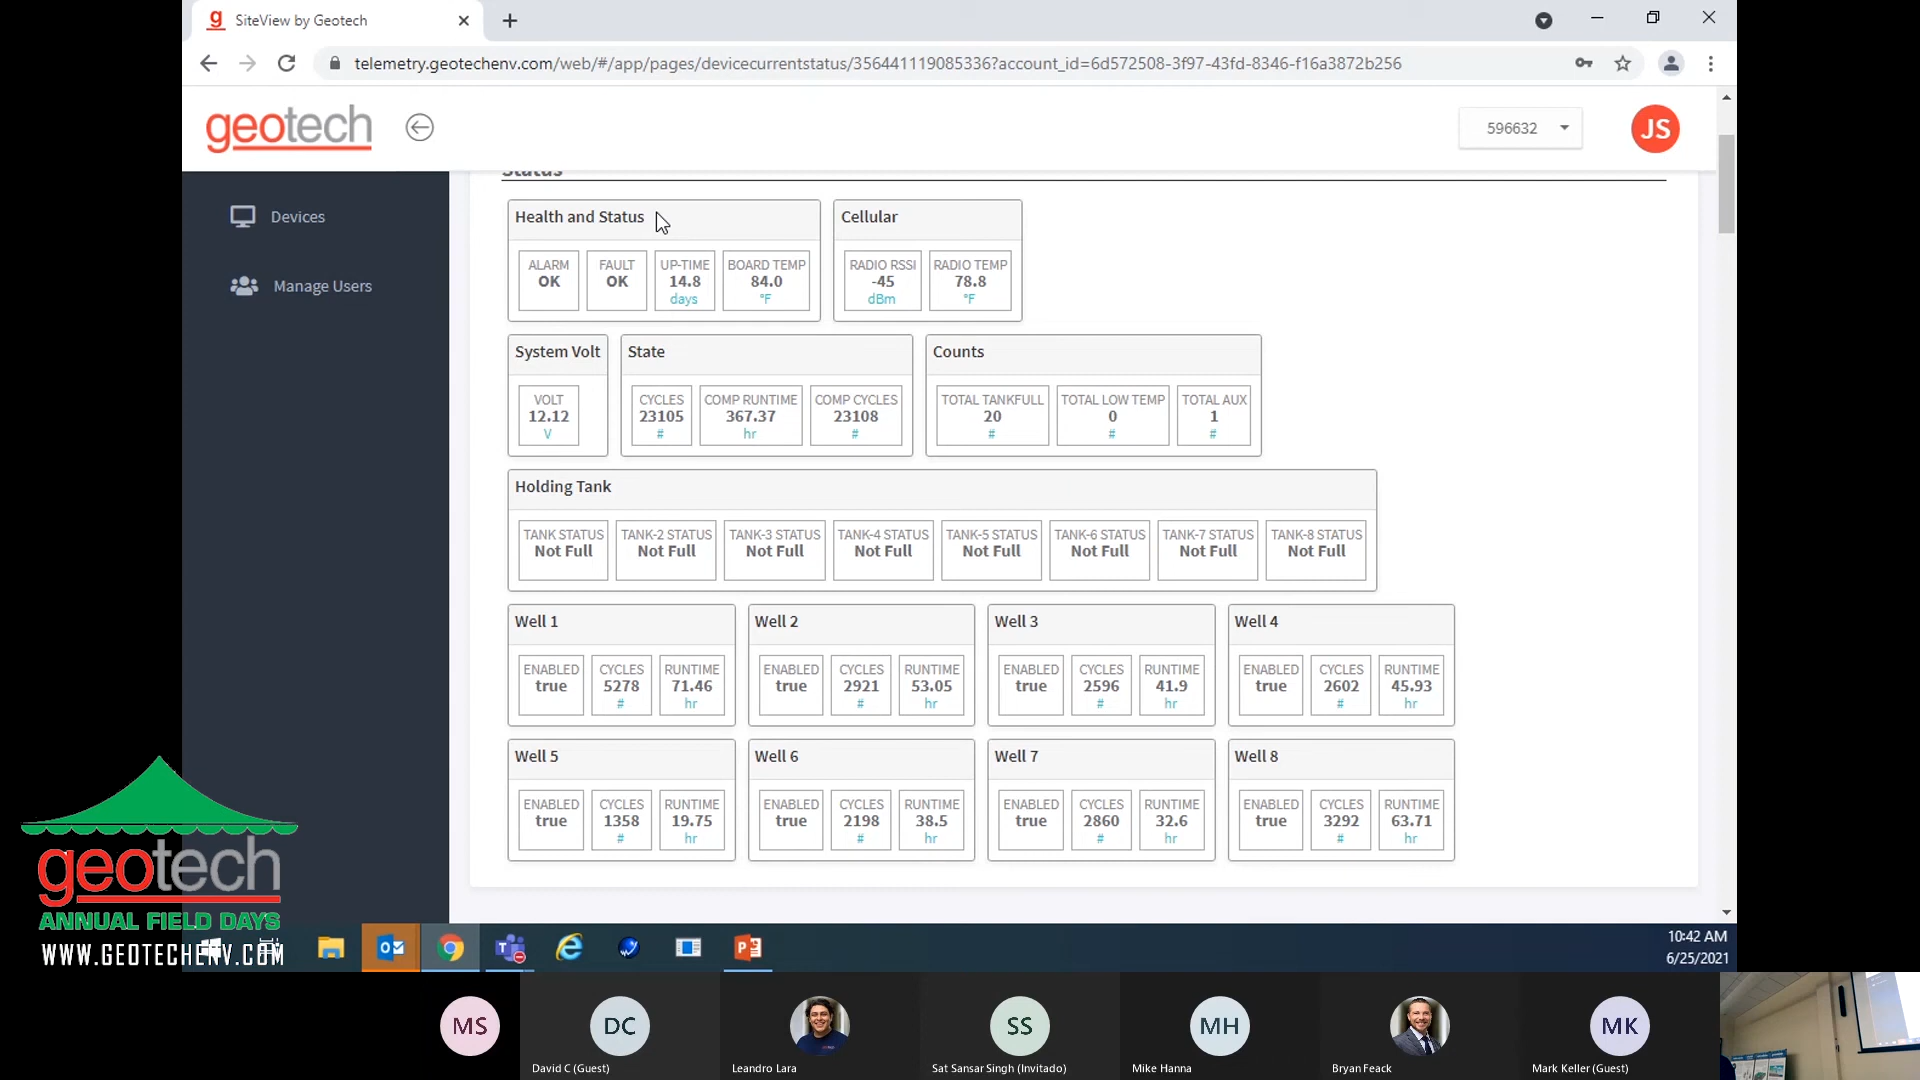 SiteView by Geotech
telemetry.geotechenv.com/web/#/app/pages/devicecurrentstatus/356441119085336?account_id=6d572508-3f97-43fd-8346-f16a3872b256
geotech
596632
JS
Devices
Manage Users
Status
Health and Status
ALARM FAULT UP-TIME BOARD TEMP
OK OK 14.8 84.0
days °F
Cellular
RADIO RSSI RADIO TEMP
-45 78.8
dBm °F
System Volt
VOLT
12.12
V
State
CYCLES COMP RUNTIME COMP CYCLES
23105 367.37 23108
# hr #
Counts
TOTAL TANKFULL TOTAL LOW TEMP TOTAL AUX
20 0 1
# # #
Holding Tank
TANK STATUS TANK-2 STATUS TANK-3 STATUS TANK-4 STATUS TANK-5 STATUS TANK-6 STATUS TANK-7 STATUS TANK-8 STATUS
Not Full Not Full Not Full Not Full Not Full Not Full Not Full Not Full
Well 1
ENABLED CYCLES RUNTIME
true 5278 71.46
# hr
Well 2
ENABLED CYCLES RUNTIME
true 2921 53.05
# hr
Well 3
ENABLED CYCLES RUNTIME
true 2596 41.9
# hr
Well 4
ENABLED CYCLES RUNTIME
true 2602 45.93
# hr
Well 5
ENABLED CYCLES RUNTIME
true 1358 19.75
# hr
Well 6
ENABLED CYCLES RUNTIME
true 2198 38.5
# hr
Well 7
ENABLED CYCLES RUNTIME
true 2860 32.6
# hr
Well 8
ENABLED CYCLES RUNTIME
true 3292 63.71
# hr
geotech
ANNUAL FIELD DAYS
WWW.GEOTECHENV.COM
10:42 AM
6/25/2021
MS
DC
David C (Guest)
Leandro Lara
SS
Sat Sansar Singh (Invitado)
MH
Mike Hanna
Bryan Feack
MK
Mark Keller (Guest)